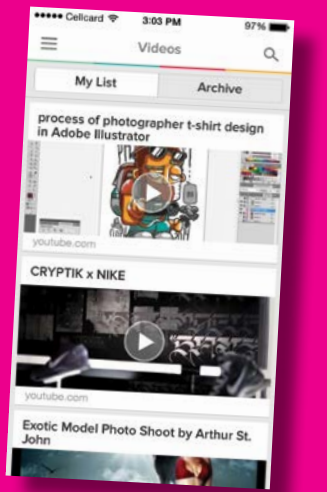 Cellcard 3:03 PM 97%
Videos
My List Archive
process of photographer t-shirt design
in Adobe Illustrator
youtube.com
CRYPTIK x NIKE
youtube.com
Exotic Model Photo Shoot by Arthur St.
John